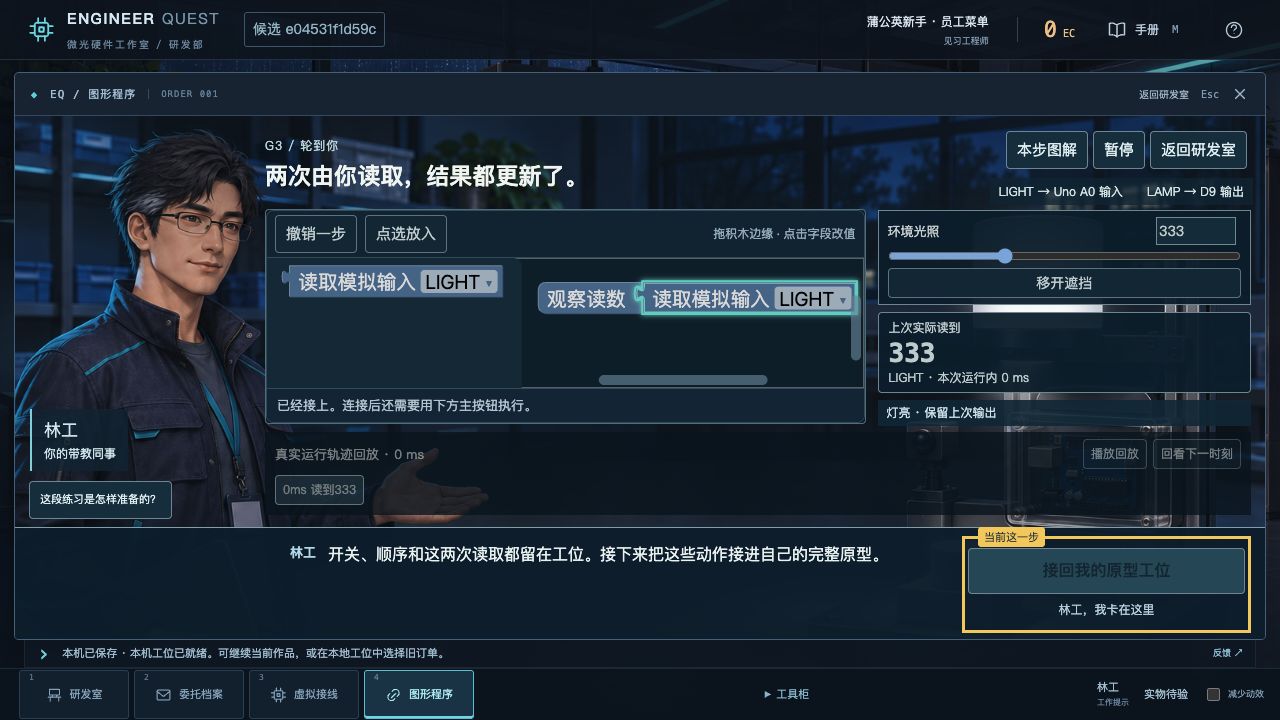 ENGINEER QUEST
微光硬件工作室 / 研发部
候选 e04531f1d59c
蒲公英新手 · 员工菜单
见习工程师
0 EC
手册 M
EQ / 图形程序
ORDER 001
返回研发室 Esc
G3 / 轮到你
两次由你读取，结果都更新了。
本步图解
暂停
返回研发室
LIGHT → Uno A0 输入
LAMP → D9 输出
撤销一步
点选放入
拖积木边缘 · 点击字段改值
读取模拟输入 LIGHT
观察读数 读取模拟输入 LIGHT
已经接上。连接后还需要用下方主按钮执行。
环境光照
333
移开遮挡
上次实际读到
333
LIGHT · 本次运行内 0 ms
灯亮 · 保留上次输出
真实运行轨迹回放 · 0 ms
播放回放
回看下一时刻
0ms 读到333
林工
你的带教同事
这段练习是怎样准备的？
林工 开关、顺序和这两次读取都留在工位。接下来把这些动作接进自己的完整原型。
当前这一步
接回我的原型工位
林工，我卡在这里
本机已保存 · 本机工位已就绪。可继续当前作品，或在本地工位中选择旧订单。
反馈 ↗
1 研发室
2 委托档案
3 虚拟接线
4 图形程序
工具柜
林工
工作提示
实物待验
减少动效